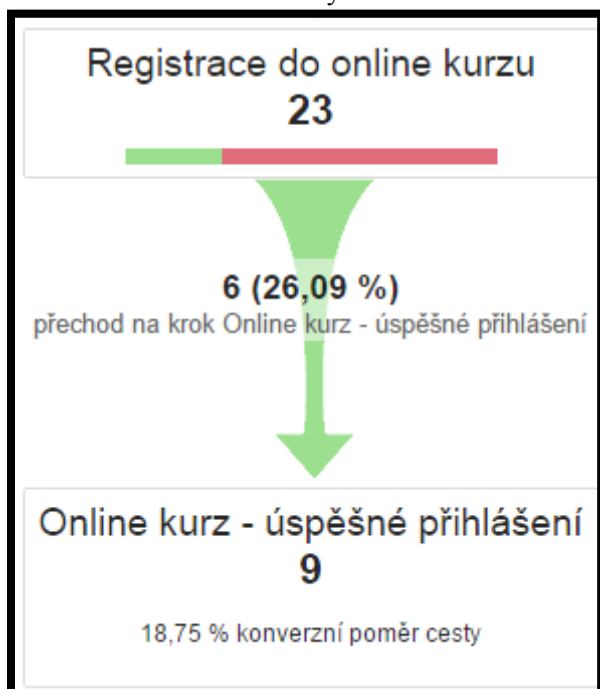 Registrace do online kurzu
23
6 (26,09 %)
přechod na krok Online kurz - úspěšné přihlášení
Online kurz - úspěšné přihlášení
9
18,75 % konverzní poměr cesty